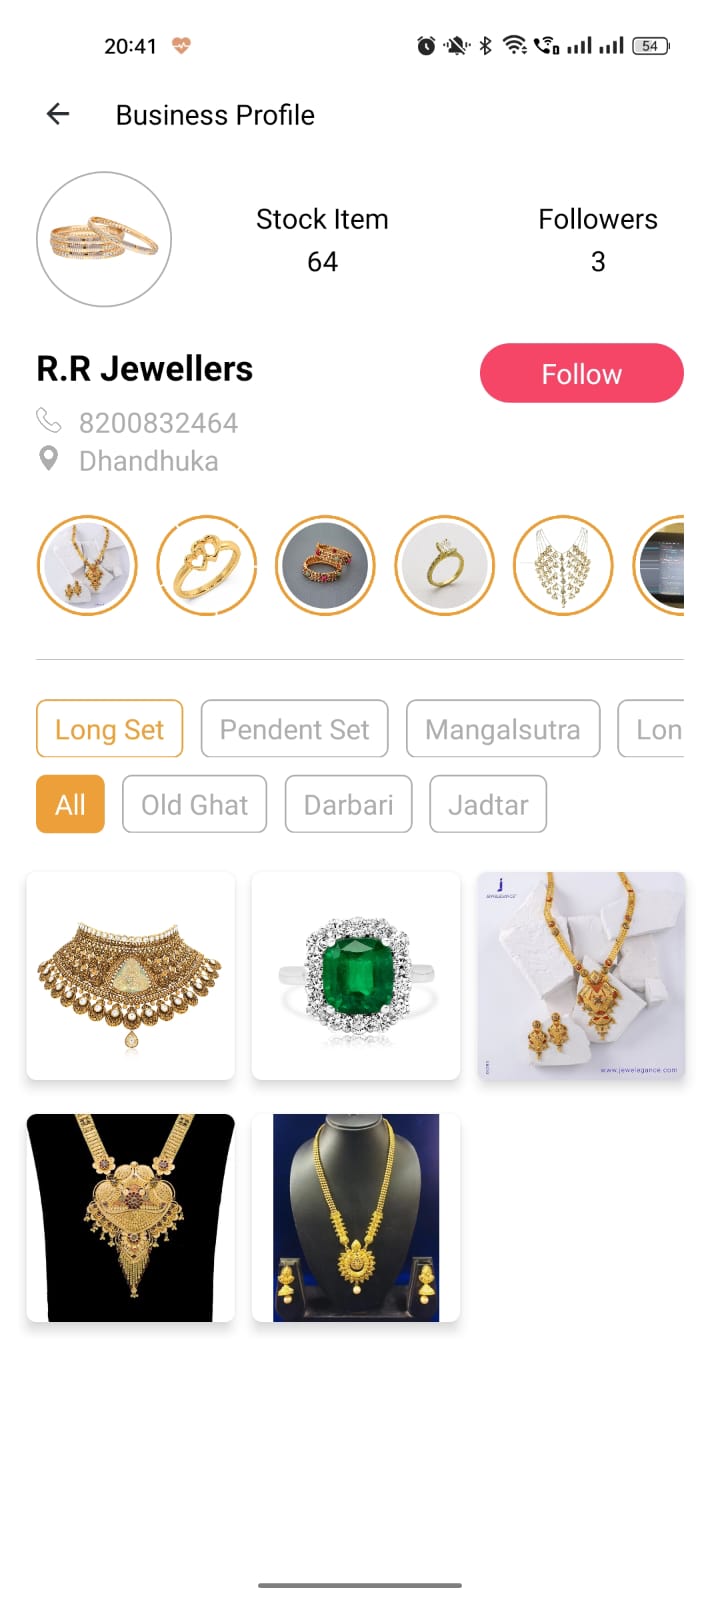 20:41
54
Business Profile
Stock Item
Followers
64
3
R.R Jewellers
Follow
8200832464
Dhandhuka
Long Set
Pendent Set
Mangalsutra
Lon
All
Old Ghat
Darbari
Jadtar
JEWELEGANCE
www.jewelegance.com